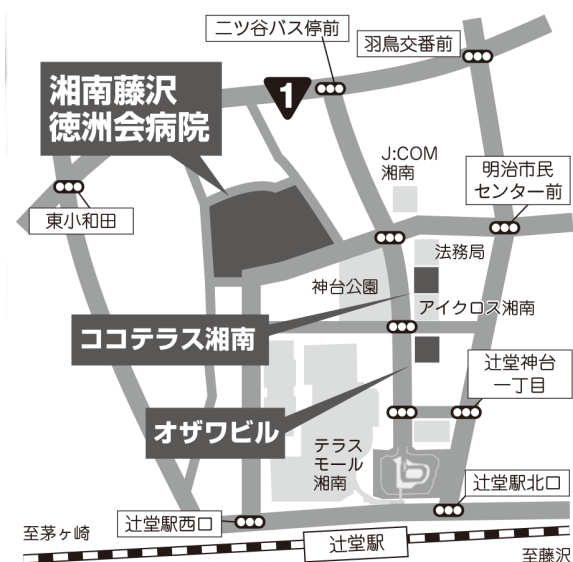 二ツ谷バス停前
羽鳥交番前
湘南藤沢
徳洲会病院
1
J:COM
湘南
明治市民
センター前
東小和田
法務局
神台公園
アイクロス湘南
ココテラス湘南
辻堂神台
一丁目
オザワビル
テラス
モール
湘南
辻堂駅北口
辻堂駅西口
至茅ヶ崎
辻堂駅
至藤沢